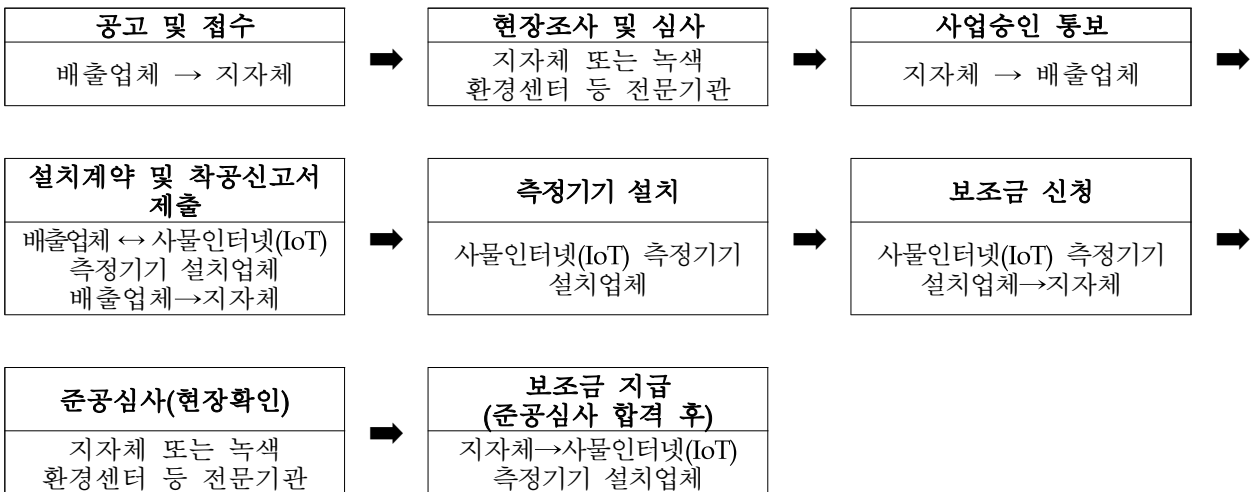 공고 및 접수
배출업체 → 지자체
➡
현장조사 및 심사
지자체 또는 녹색
환경센터 등 전문기관
➡
사업승인 통보
지자체 → 배출업체
➡
설치계약 및 착공신고서
제출
배출업체 ↔ 사물인터넷(IoT)
측정기기 설치업체
배출업체→지자체
➡
측정기기 설치
사물인터넷(IoT) 측정기기
설치업체
➡
보조금 신청
사물인터넷(IoT) 측정기기
설치업체→지자체
➡
준공심사(현장확인)
지자체 또는 녹색
환경센터 등 전문기관
➡
보조금 지급
(준공심사 합격 후)
지자체→사물인터넷(IoT)
측정기기 설치업체